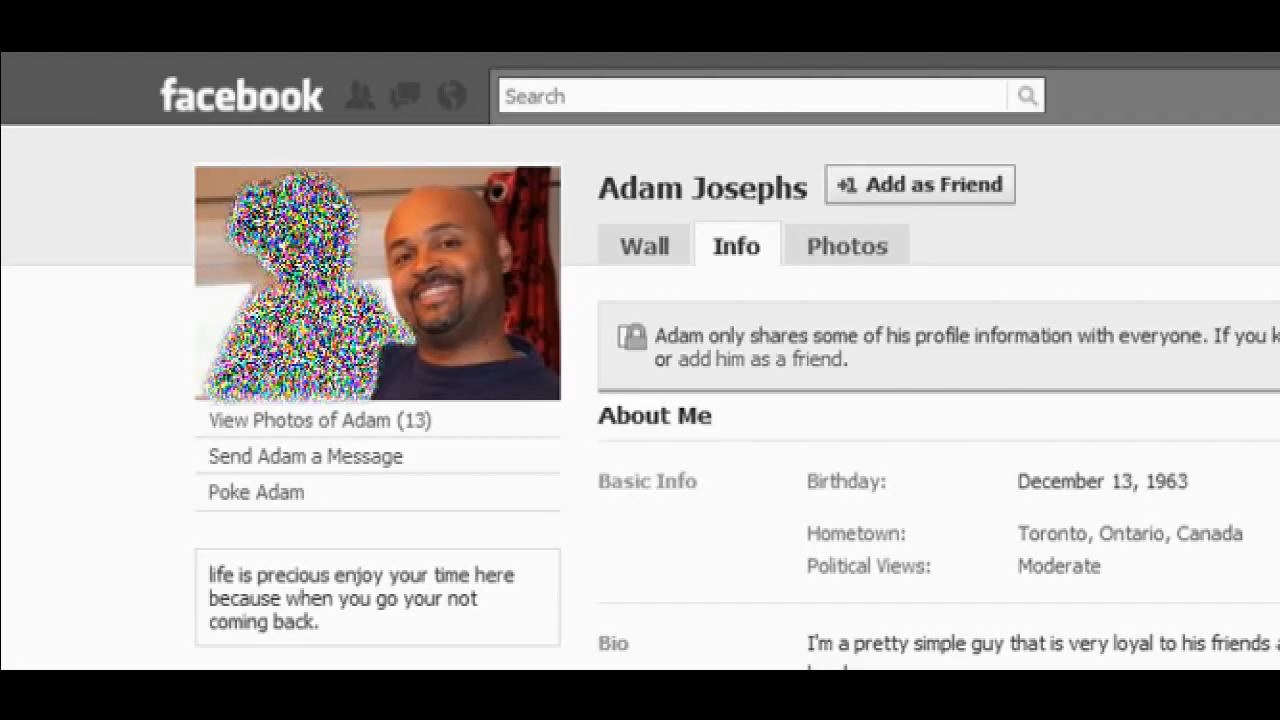 facebook
Search
Adam Josephs
+1 Add as Friend
Wall
Info
Photos
Adam only shares some of his profile information with everyone. If you
or add him as a friend.
View Photos of Adam (13)
Send Adam a Message
Poke Adam
life is precious enjoy your time here
because when you go your not
coming back.
About Me
Basic Info
Birthday:
December 13, 1963
Hometown:
Toronto, Ontario, Canada
Political Views:
Moderate
Bio
I'm a pretty simple guy that is very loyal to his friends